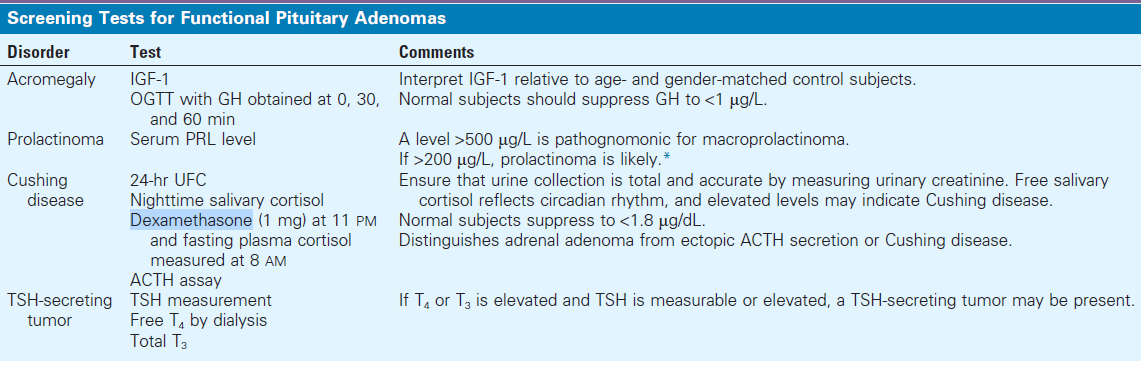 Screening Tests for Functional Pituitary Adenomas
Disorder Test Comments
Acromegaly IGF-1 Interpret IGF-1 relative to age- and gender-matched control subjects.
OGTT with GH obtained at 0, 30, Normal subjects should suppress GH to <1 μg/L.
and 60 min
Prolactinoma Serum PRL level A level >500 μg/L is pathognomonic for macroprolactinoma.
If >200 μg/L, prolactinoma is likely.*
Cushing 24-hr UFC Ensure that urine collection is total and accurate by measuring urinary creatinine. Free salivary
disease Nighttime salivary cortisol cortisol reflects circadian rhythm, and elevated levels may indicate Cushing disease.
Dexamethasone (1 mg) at 11 PM Normal subjects suppress to <1.8 μg/dL.
and fasting plasma cortisol Distinguishes adrenal adenoma from ectopic ACTH secretion or Cushing disease.
measured at 8 AM
ACTH assay
TSH-secreting TSH measurement If T₄ or T₃ is elevated and TSH is measurable or elevated, a TSH-secreting tumor may be present.
tumor Free T₄ by dialysis
Total T₃